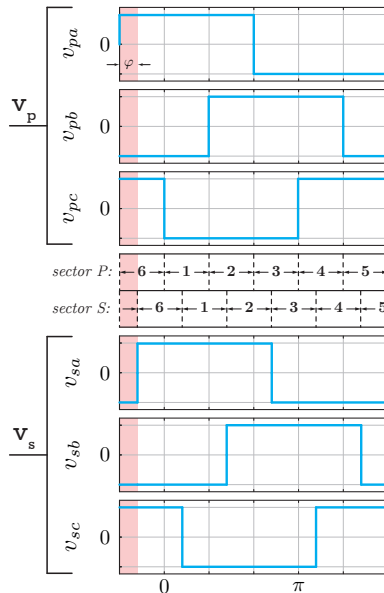 v_pa 0
φ
V_p
v_pb 0
v_pc 0
sector P: 6 1 2 3 4 5
sector S: 6 1 2 3 4 5
v_sa 0
V_s
v_sb 0
v_sc 0
0 π